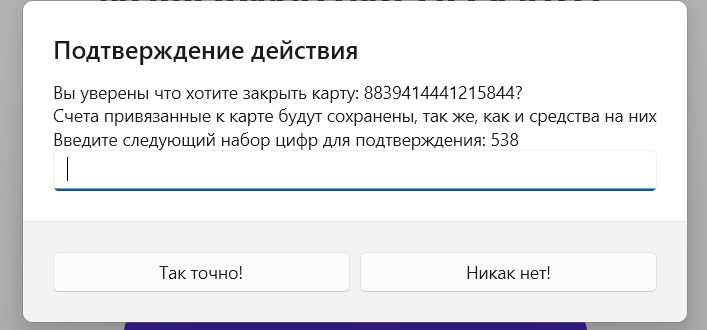 Подтверждение действия
Вы уверены что хотите закрыть карту: 8839414441215844?
Счета привязанные к карте будут сохранены, так же, как и средства на них
Введите следующий набор цифр для подтверждения: 538
Так точно!
Никак нет!